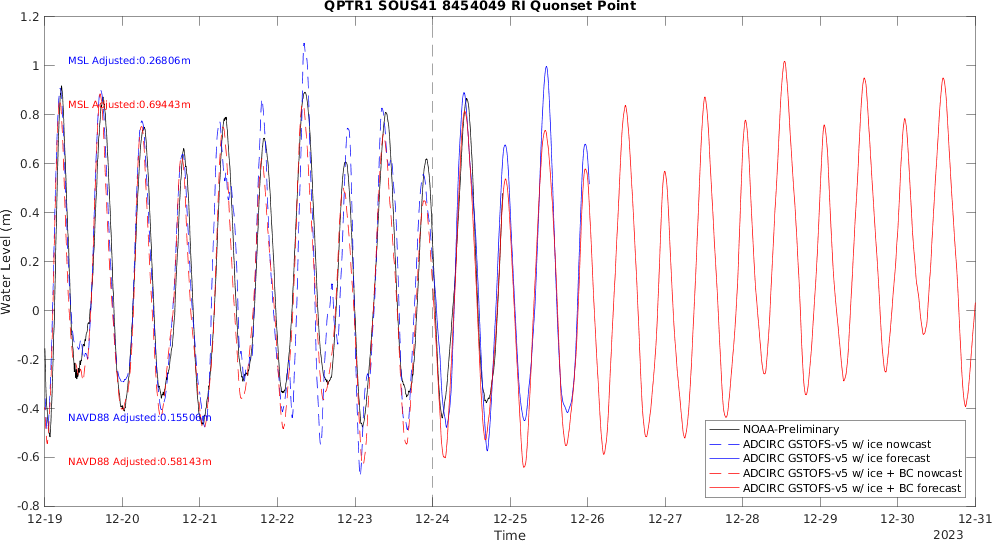 QPTR1 SOUS41 8454049 RI Quonset Point
Water Level (m)
1.2
1
0.8
0.6
0.4
0.2
0
-0.2
-0.4
-0.6
-0.8
MSL Adjusted:0.26806m
MSL Adjusted:0.69443m
NAVD88 Adjusted:0.15506m
NAVD88 Adjusted:0.58143m
NOAA-Preliminary
ADCIRC GSTOFS-v5 w/ ice nowcast
ADCIRC GSTOFS-v5 w/ ice forecast
ADCIRC GSTOFS-v5 w/ ice + BC nowcast
ADCIRC GSTOFS-v5 w/ ice + BC forecast
12-19 12-20 12-21 12-22 12-23 12-24 12-25 12-26 12-27 12-28 12-29 12-30 12-31
Time
2023